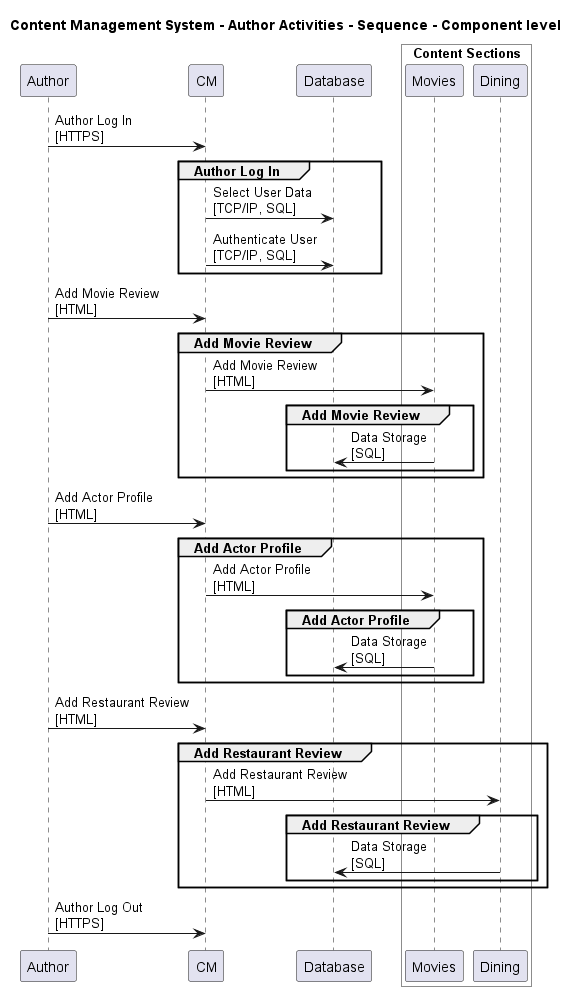 Content Management System - Author Activities - Sequence - Component level
Content Sections
Author
CM
Database
Movies
Dining
Author Log In
[HTTPS]
Author Log In
Select User Data
[TCP/IP, SQL]
Authenticate User
[TCP/IP, SQL]
Add Movie Review
[HTML]
Add Movie Review
Add Movie Review
[HTML]
Add Movie Review
Data Storage
[SQL]
Add Actor Profile
[HTML]
Add Actor Profile
Add Actor Profile
[HTML]
Add Actor Profile
Data Storage
[SQL]
Add Restaurant Review
[HTML]
Add Restaurant Review
Add Restaurant Review
[HTML]
Add Restaurant Review
Data Storage
[SQL]
Author Log Out
[HTTPS]
Author
CM
Database
Movies
Dining